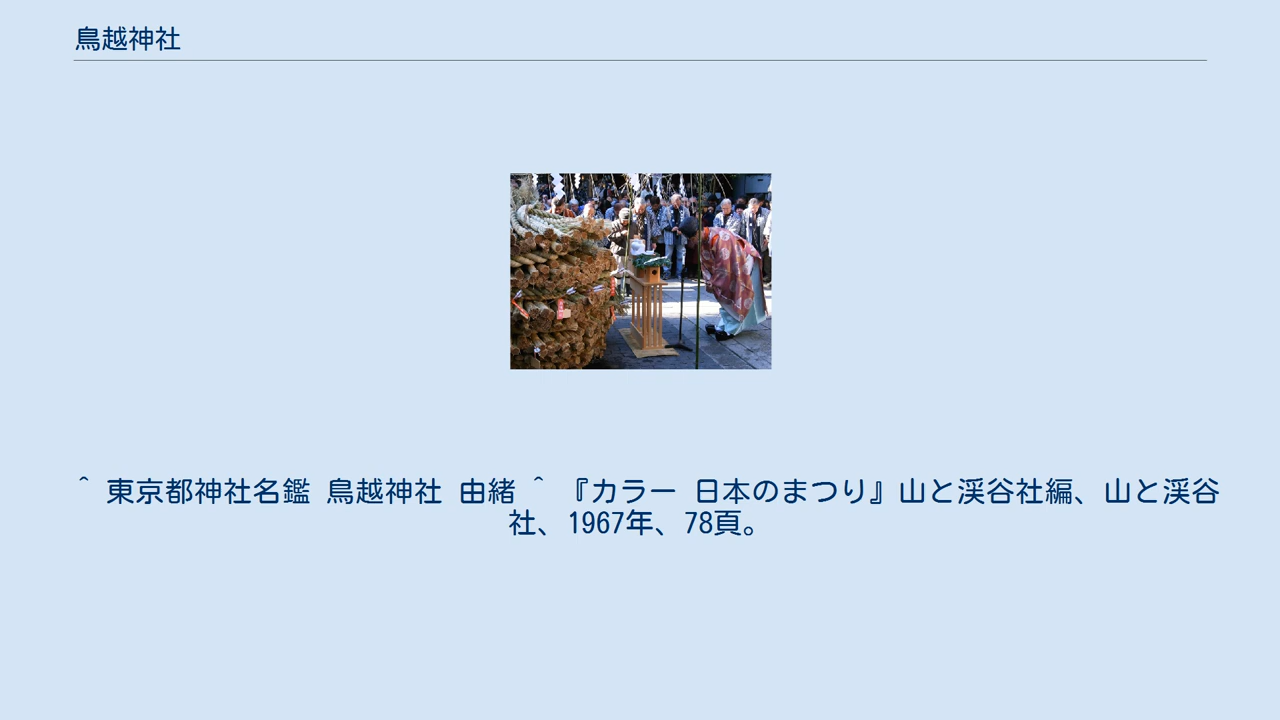 鳥越神社
^ 東京都神社名鑑 鳥越神社 由緒 ^ 『カラー 日本のまつり』山と渓谷社編、山と渓谷
社、1967年、78頁。